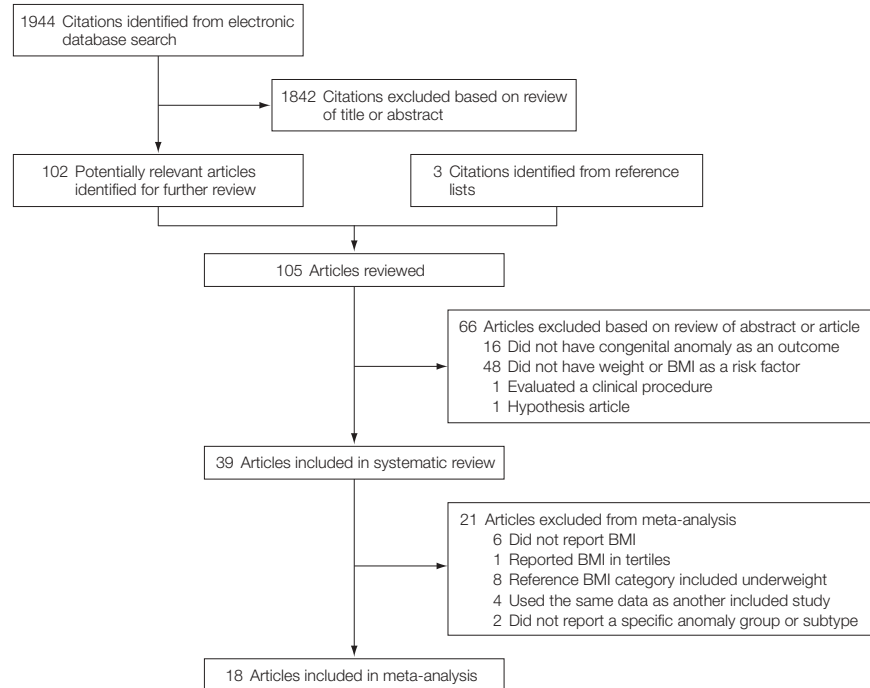 1944 Citations identified from electronic
database search
1842 Citations excluded based on review
of title or abstract
102 Potentially relevant articles
identified for further review
3 Citations identified from reference
lists
105 Articles reviewed
66 Articles excluded based on review of abstract or article
16 Did not have congenital anomaly as an outcome
48 Did not have weight or BMI as a risk factor
1 Evaluated a clinical procedure
1 Hypothesis article
39 Articles included in systematic review
21 Articles excluded from meta-analysis
6 Did not report BMI
1 Reported BMI in tertiles
8 Reference BMI category included underweight
4 Used the same data as another included study
2 Did not report a specific anomaly group or subtype
18 Articles included in meta-analysis